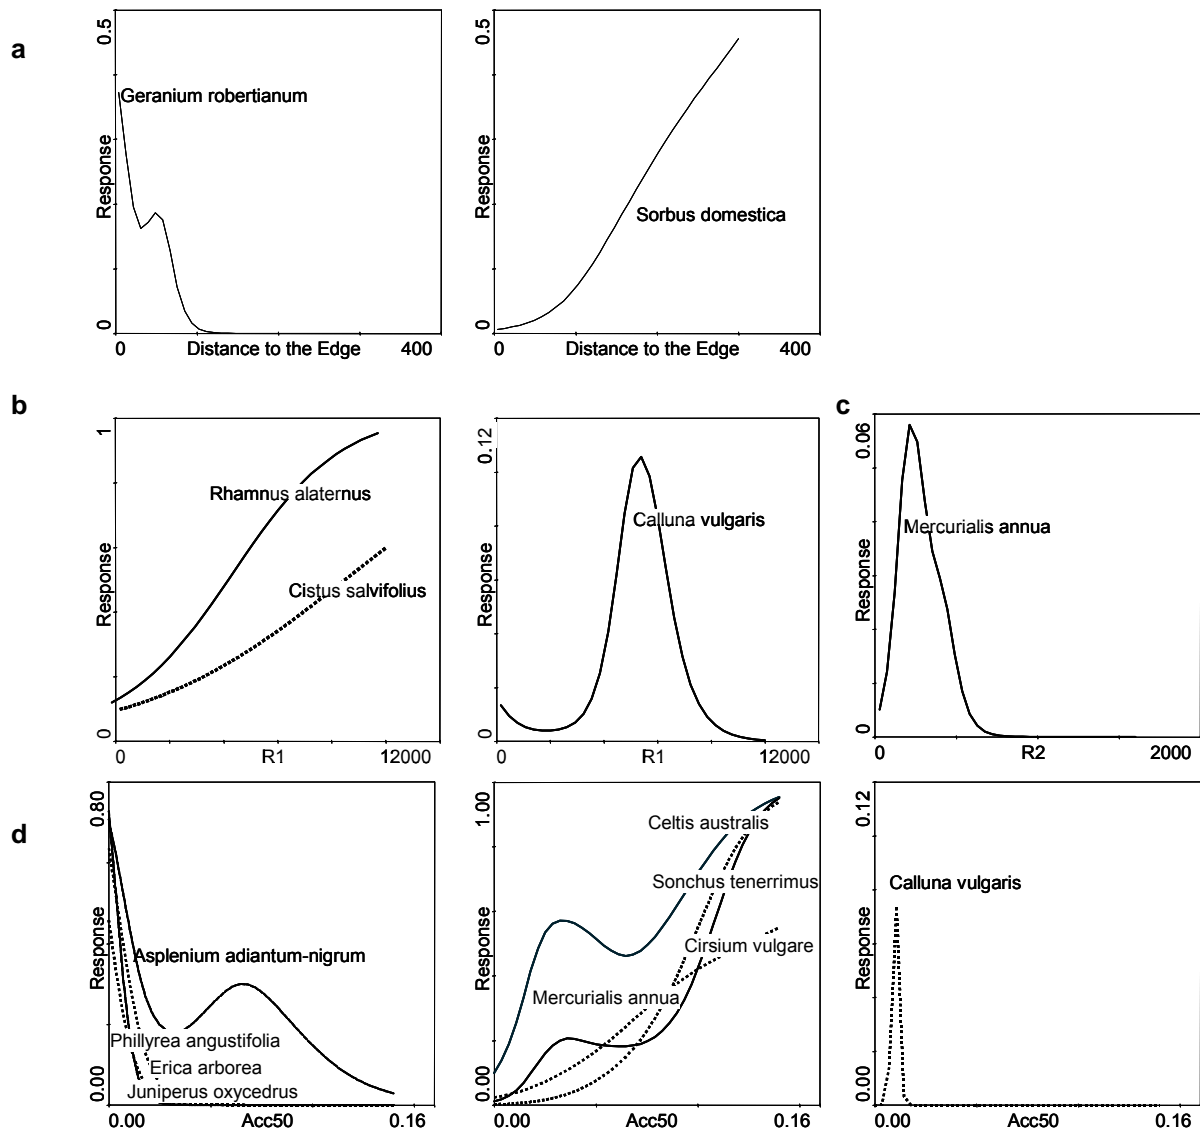 a
0.5
Response
0
Geranium robertianum
0
Distance to the Edge
400
0.5
Response
0
Sorbus domestica
0
Distance to the Edge
400
b
1
Response
0
Rhamnus alaternus
Cistus salvifolius
0
R1
12000
0.12
Response
0
Calluna vulgaris
0
R1
12000
c
0.06
Response
0
Mercurialis annua
0
R2
2000
d
0.80
Response
0.00
Asplenium adiantum-nigrum
Phillyrea angustifolia
Erica arborea
Juniperus oxycedrus
0.00
Acc50
0.16
1.00
Response
0.00
Celtis australis
Sonchus tenerrimus
Cirsium vulgare
Mercurialis annua
0.00
Acc50
0.16
0.12
Response
0.00
Calluna vulgaris
0.00
Acc50
0.16